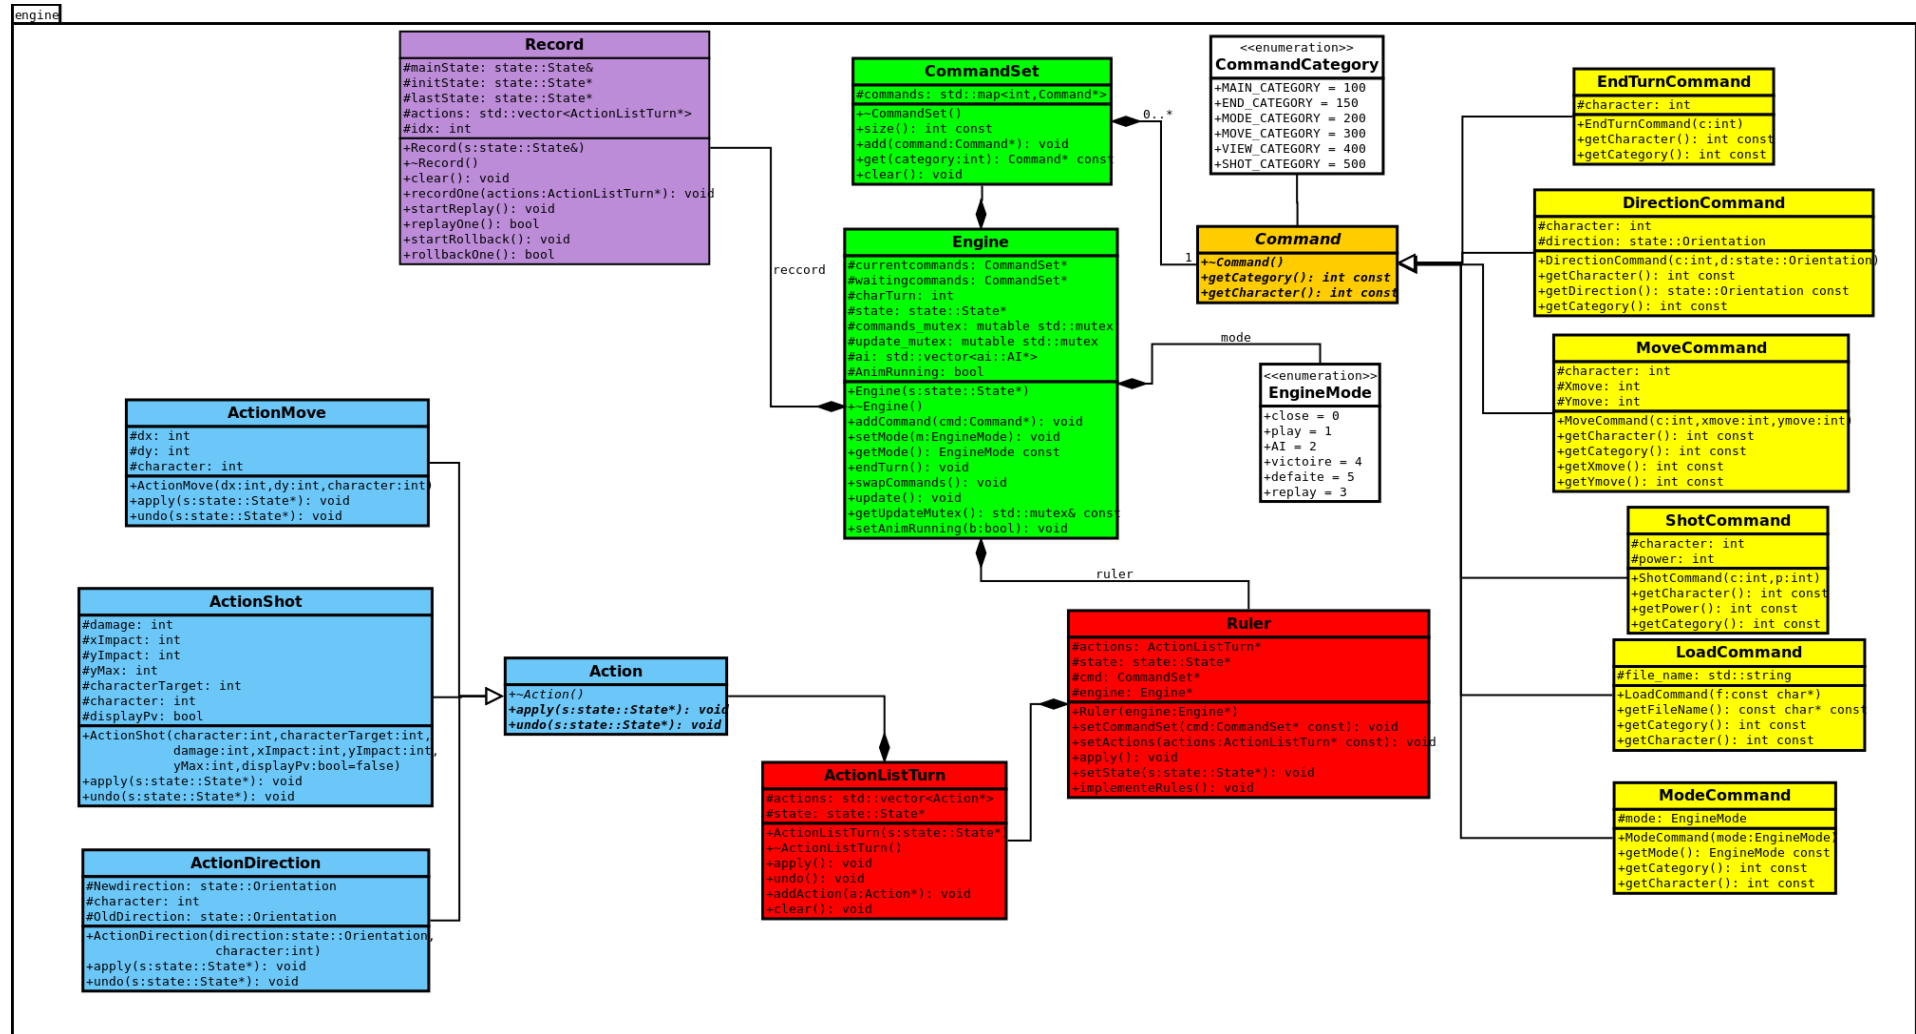 engine
Record
#mainState: state::State&
#initState: state::State*
#lastState: state::State*
#actions: std::vector<ActionListTurn*>
#idx: int
+Record(s:state::State&)
+~Record()
+clear(): void
+recordOne(actions:ActionListTurn*): void
+startReplay(): void
+replayOne(): bool
+startRollback(): void
+rollbackOne(): bool
reccord
CommandSet
#commands: std::map<int,Command*>
+~CommandSet()
+size(): int const
+add(command:Command*): void
+get(category:int): Command* const
+clear(): void
0..*
1
<<enumeration>>
CommandCategory
+MAIN_CATEGORY = 100
+END_CATEGORY = 150
+MODE_CATEGORY = 200
+MOVE_CATEGORY = 300
+VIEW_CATEGORY = 400
+SHOT_CATEGORY = 500
Command
+~Command()
+getCategory(): int const
+getCharacter(): int const
EndTurnCommand
#character: int
+EndTurnCommand(c:int)
+getCharacter(): int const
+getCategory(): int const
DirectionCommand
#character: int
#direction: state::Orientation
+DirectionCommand(c:int,d:state::Orientation)
+getCharacter(): int const
+getDirection(): state::Orientation const
+getCategory(): int const
Engine
#currentcommands: CommandSet*
#waitingcommands: CommandSet*
#charTurn: int
#state: state::State*
#commands_mutex: mutable std::mutex
#update_mutex: mutable std::mutex
#ai: std::vector<ai::AI*>
#AnimRunning: bool
+Engine(s:state::State*)
+~Engine()
+addCommand(cmd:Command*): void
+setMode(m:EngineMode): void
+getMode(): EngineMode const
+endTurn(): void
+swapCommands(): void
+update(): void
+getUpdateMutex(): std::mutex& const
+setAnimRunning(b:bool): void
mode
<<enumeration>>
EngineMode
+close = 0
+play = 1
+AI = 2
+victoire = 4
+defaite = 5
+replay = 3
MoveCommand
#character: int
#Xmove: int
#Ymove: int
+MoveCommand(c:int,xmove:int,ymove:int)
+getCharacter(): int const
+getCategory(): int const
+getXmove(): int const
+getYmove(): int const
ActionMove
#dx: int
#dy: int
#character: int
+ActionMove(dx:int,dy:int,character:int)
+apply(s:state::State*): void
+undo(s:state::State*): void
ShotCommand
#character: int
#power: int
+ShotCommand(c:int,p:int)
+getCharacter(): int const
+getPower(): int const
+getCategory(): int const
ruler
ActionShot
#damage: int
#xImpact: int
#yImpact: int
#yMax: int
#characterTarget: int
#character: int
#displayPv: bool
+ActionShot(character:int,characterTarget:int,
damage:int,xImpact:int,yImpact:int,
yMax:int,displayPv:bool=false)
+apply(s:state::State*): void
+undo(s:state::State*): void
Action
+~Action()
+apply(s:state::State*): void
+undo(s:state::State*): void
Ruler
#actions: ActionListTurn*
#state: state::State*
#cmd: CommandSet*
#engine: Engine*
+Ruler(engine:Engine*)
+setCommandSet(cmd:CommandSet* const): void
+setActions(actions:ActionListTurn* const): void
+apply(): void
+setState(s:state::State*): void
+implementeRules(): void
LoadCommand
#file_name: std::string
+LoadCommand(f:const char*)
+getFileName(): const char* const
+getCategory(): int const
+getCharacter(): int const
ActionListTurn
#actions: std::vector<Action*>
#state: state::State*
+ActionListTurn(s:state::State*
+~ActionListTurn()
+apply(): void
+undo(): void
+addAction(a:Action*): void
+clear(): void
ModeCommand
#mode: EngineMode
+ModeCommand(mode:EngineMode)
+getMode(): EngineMode const
+getCategory(): int const
+getCharacter(): int const
ActionDirection
#Newdirection: state::Orientation
#character: int
#OldDirection: state::Orientation
+ActionDirection(direction:state::Orientation,
character:int)
+apply(s:state::State*): void
+undo(s:state::State*): void